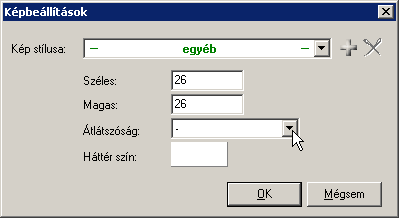 Képbeállítások
Kép stílusa: – egyéb –
Széles: 26
Magas: 26
Átlátszóság: -
Háttér szín:
OK Mégsem